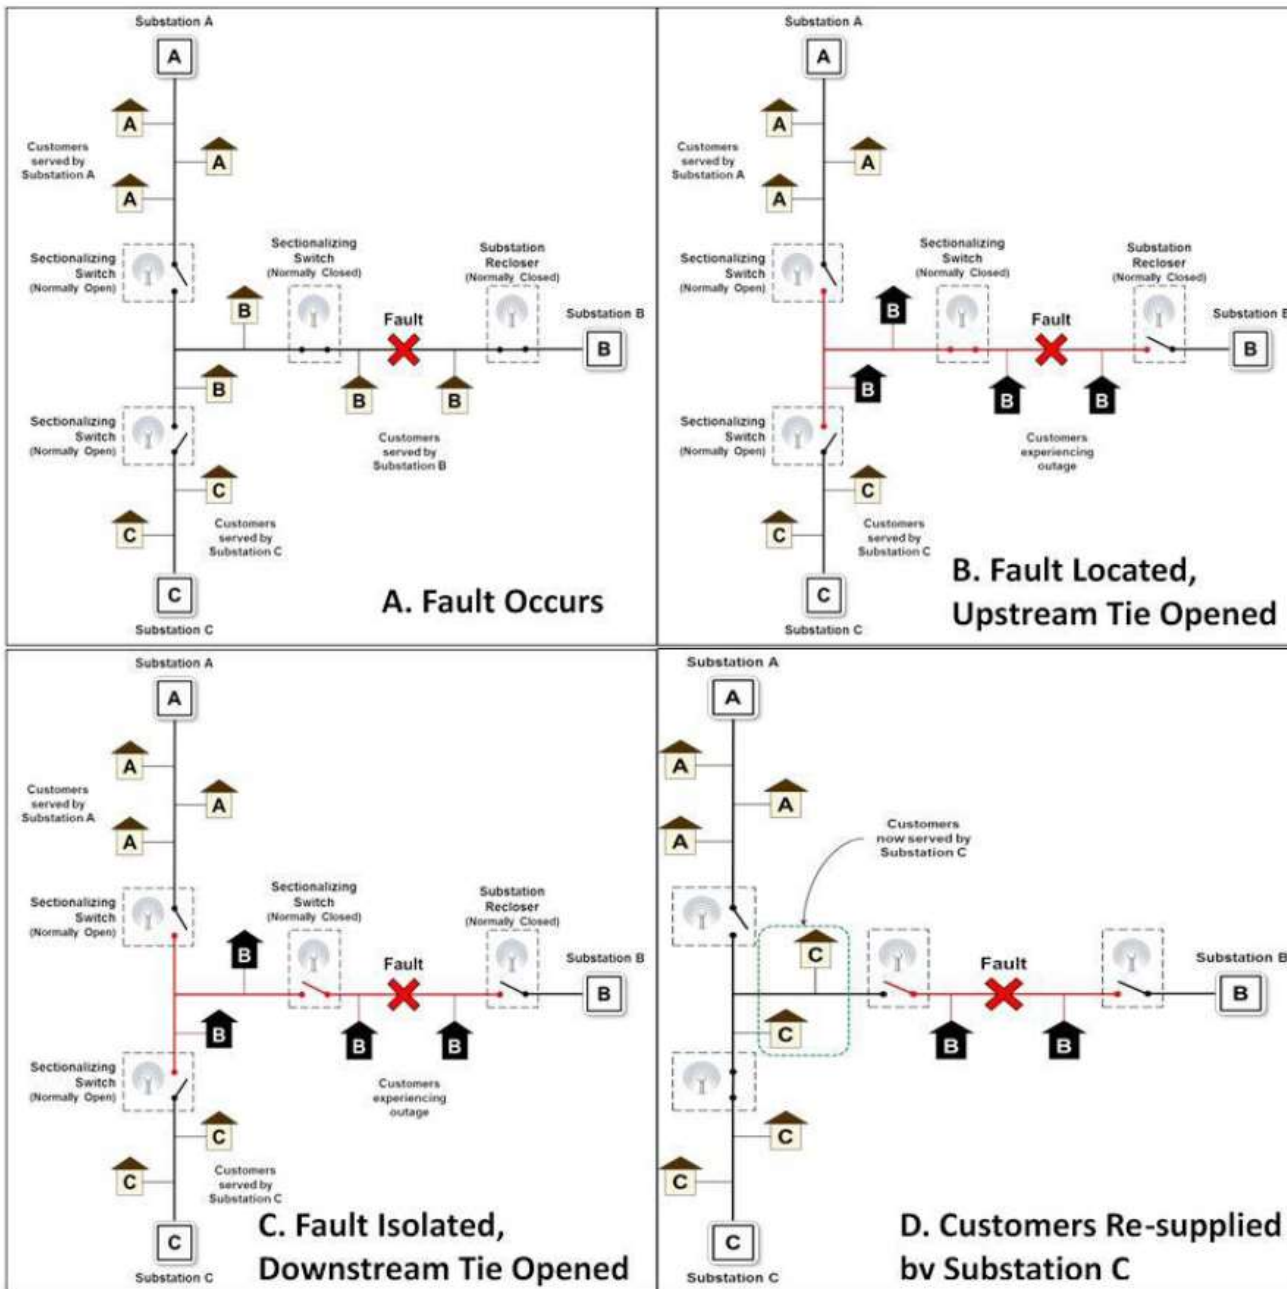 Substation A
A
A
Customers
served by
Substation A
A
A
Sectionalizing
Switch
(Normally Open)
Sectionalizing
Switch
(Normally Closed)
Substation
Recloser
(Normally Closed)
B
Fault
Substation B
B
B
B
B
Sectionalizing
Switch
(Normally Open)
Customers
served by
Substation B
C
C
Customers
served by
Substation C
C
Substation C
A. Fault Occurs
Substation A
A
A
Customers
served by
Substation A
A
A
Sectionalizing
Switch
(Normally Open)
Sectionalizing
Switch
(Normally Closed)
Substation
Recloser
(Normally Closed)
B
Fault
Substation B
B
B
B
B
Sectionalizing
Switch
(Normally Open)
Customers
experiencing
outage
C
C
Customers
served by
Substation C
C
Substation C
B. Fault Located,
Upstream Tie Opened
Substation A
A
A
Customers
served by
Substation A
A
A
Sectionalizing
Switch
(Normally Open)
Sectionalizing
Switch
(Normally Closed)
Substation
Recloser
(Normally Closed)
B
Fault
Substation B
B
B
B
B
Sectionalizing
Switch
(Normally Open)
Customers
experiencing
outage
C
C
Customers
served by
Substation C
C
Substation C
C. Fault Isolated,
Downstream Tie Opened
Substation A
A
A
A
A
Customers
now served by
Substation C
C
Fault
Substation B
B
C
B
B
C
C
C
Substation C
D. Customers Re-supplied
by Substation C